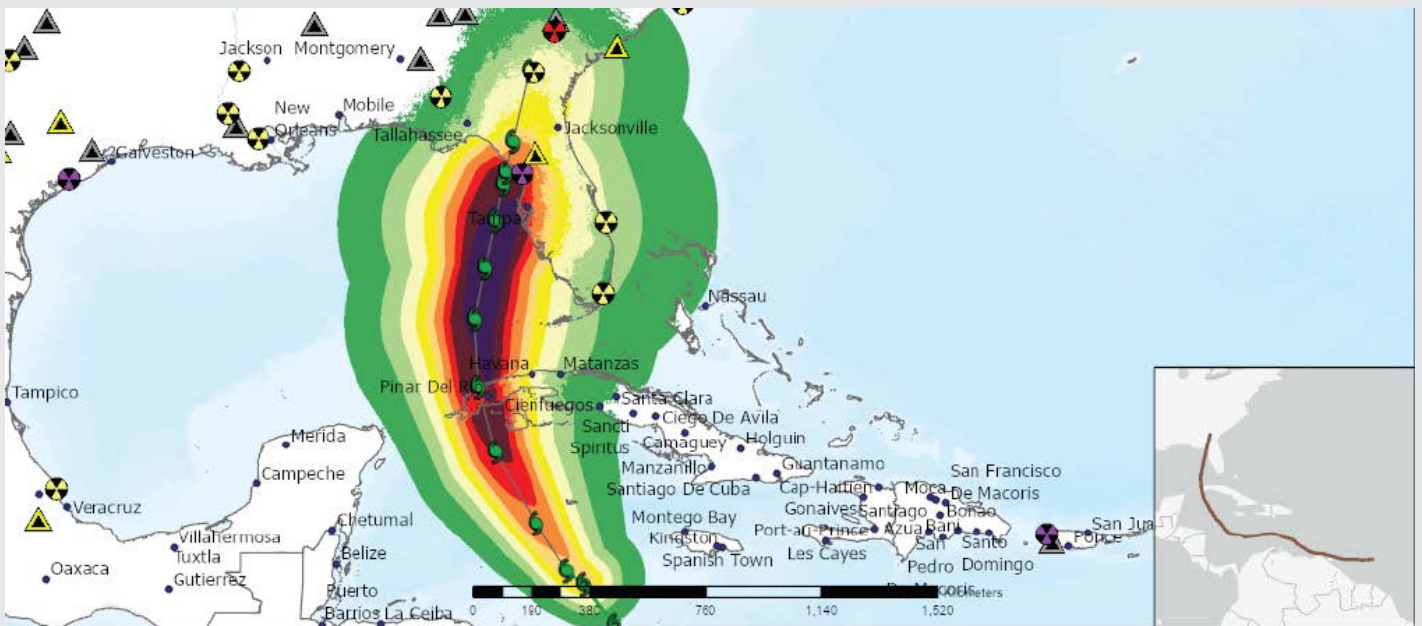 Jackson
Montgomery
New
Orleans
Mobile
Tallahassee
Jacksonville
Galveston
Tampa
Nassau
Havana
Matanzas
Pinar Del
Tampico
Cienfuegos
Santa Clara
Sancti
Spiritus
Ciego De Avila
Camaguey
Holguin
Merida
Campeche
Manzanillo
Guantanamo
Santiago De Cuba
Cap-Haitien
Moca
San Francisco
De Macoris
Veracruz
Chetumal
Montego Bay
Gonaives
Santiago
Bonao
Kingston
Port-au-Prince
Azua
Bani
San Jua
Ponce
Villahermosa
Tuxtla
Gutierrez
Belize
Spanish Town
Les Cayes
San
Pedro
De Macoris
Santo
Domingo
Oaxaca
Puerto
Barrios
La Ceiba
Kilometers
0 190 380 760 1,140 1,520